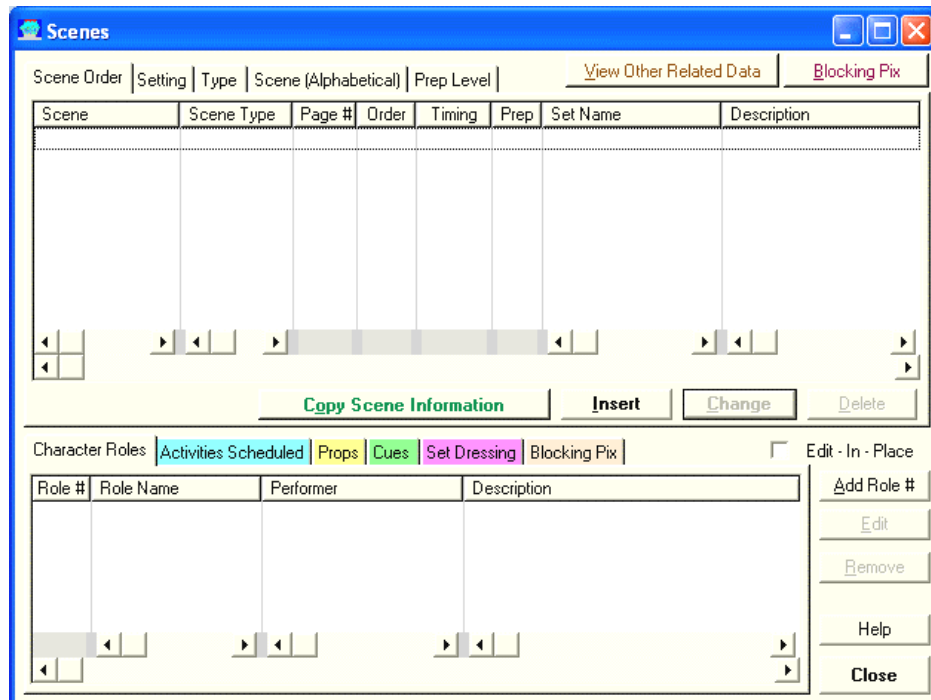 Scenes
Scene Order Setting Type Scene (Alphabetical) Prep Level View Other Related Data Blocking Pix
Scene Scene Type Page # Order Timing Prep Set Name Description
Copy Scene Information Insert Change Delete
Character Roles Activities Scheduled Props Cues Set Dressing Blocking Pix Edit - In - Place
Role # Role Name Performer Description Add Role #
Edit
Remove
Help
Close